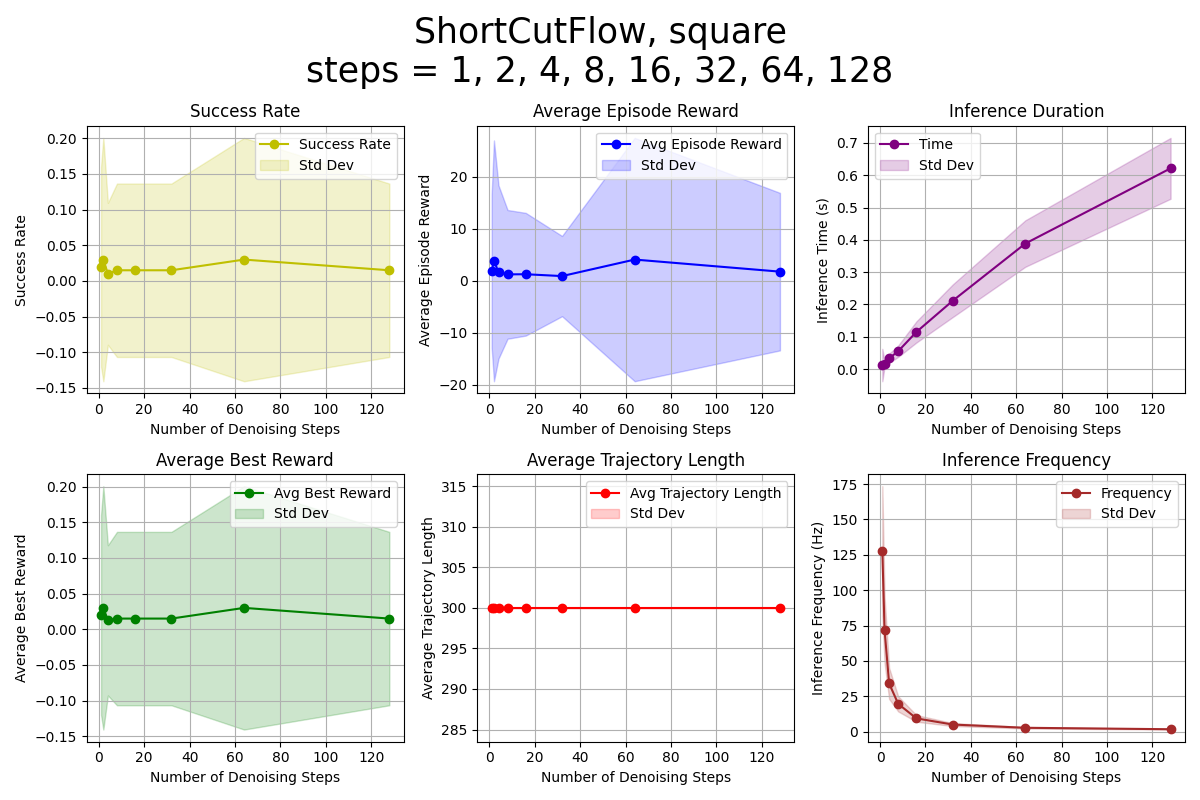 ShortCutFlow, square
steps = 1, 2, 4, 8, 16, 32, 64, 128
Success Rate
Success Rate
0.20
0.15
0.10
0.05
0.00
−0.05
−0.10
−0.15
Success Rate
Std Dev
0 20 40 60 80 100 120
Number of Denoising Steps
Average Episode Reward
Average Episode Reward
20
10
0
−10
−20
Avg Episode Reward
Std Dev
0 20 40 60 80 100 120
Number of Denoising Steps
Inference Duration
Inference Time (s)
0.7
0.6
0.5
0.4
0.3
0.2
0.1
0.0
Time
Std Dev
0 20 40 60 80 100 120
Number of Denoising Steps
Average Best Reward
Average Best Reward
0.20
0.15
0.10
0.05
0.00
−0.05
−0.10
−0.15
Avg Best Reward
Std Dev
0 20 40 60 80 100 120
Number of Denoising Steps
Average Trajectory Length
Average Trajectory Length
315
310
305
300
295
290
285
Avg Trajectory Length
Std Dev
0 20 40 60 80 100 120
Number of Denoising Steps
Inference Frequency
Inference Frequency (Hz)
175
150
125
100
75
50
25
0
Frequency
Std Dev
0 20 40 60 80 100 120
Number of Denoising Steps